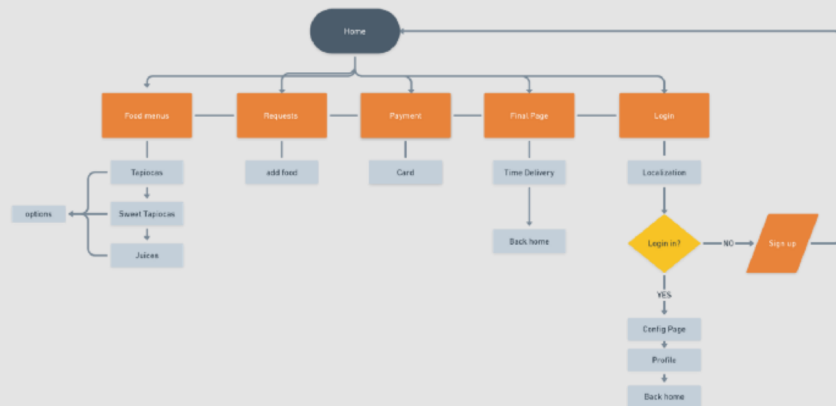 Home
Food menus
Requests
Payment
Final Page
Login
Tapiocas
add food
Card
Time Delivery
Localization
options
Sweet Tapiocas
Juices
Back home
Login in?
NO
Sign up
YES
Config Page
Profile
Back home